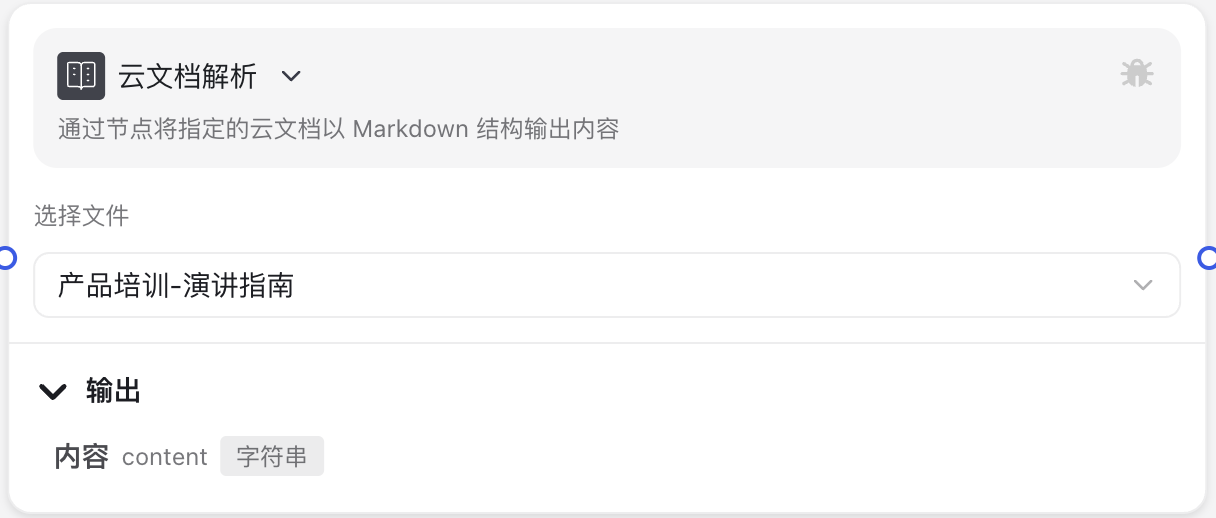 云文档解析
通过节点将指定的云文档以 Markdown 结构输出内容
选择文件
产品培训-演讲指南
输出
内容 content 字符串